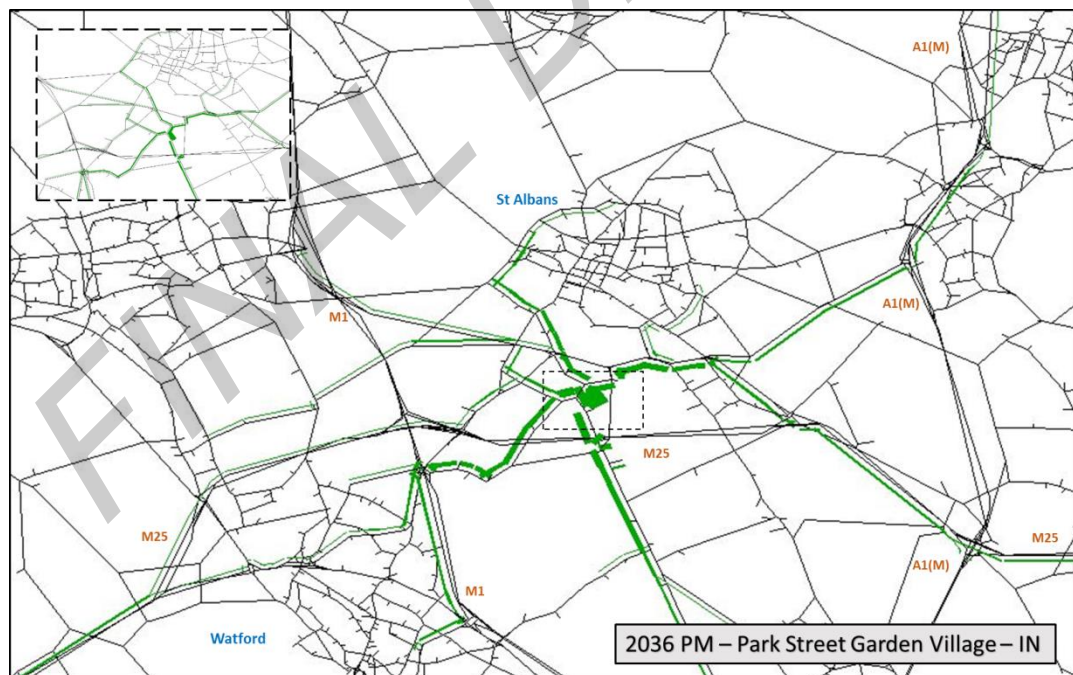 A1(M)
St Albans
M1
A1(M)
M25
M25
M25
A1(M)
M1
Watford
2036 PM – Park Street Garden Village – IN
FINAL D